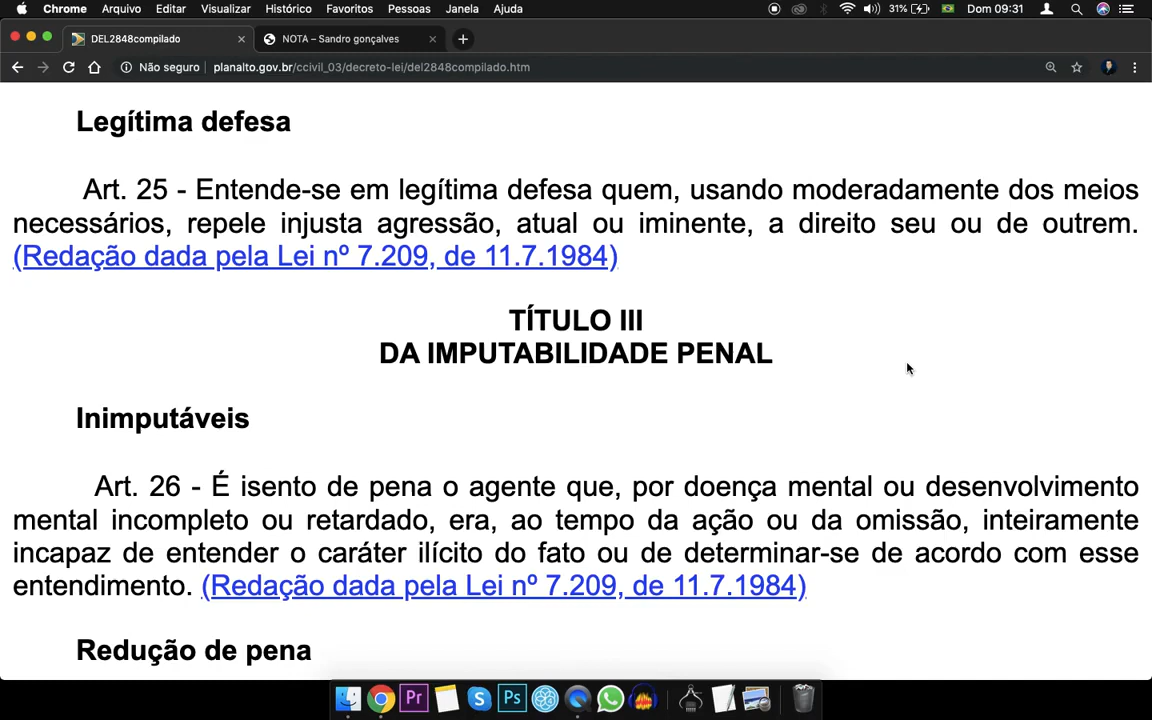 Chrome Arquivo Editar Visualizar Histórico Favoritos Pessoas Janela Ajuda 31% Dom 09:31
DEL2848compilado NOTA – Sandro gonçalves
Não seguro planalto.gov.br/ccivil_03/decreto-lei/del2848compilado.htm
Legítima defesa
Art. 25 - Entende-se em legítima defesa quem, usando moderadamente dos meios
necessários, repele injusta agressão, atual ou iminente, a direito seu ou de outrem.
(Redação dada pela Lei nº 7.209, de 11.7.1984)
TÍTULO III
DA IMPUTABILIDADE PENAL
Inimputáveis
Art. 26 - É isento de pena o agente que, por doença mental ou desenvolvimento
mental incompleto ou retardado, era, ao tempo da ação ou da omissão, inteiramente
incapaz de entender o caráter ilícito do fato ou de determinar-se de acordo com esse
entendimento. (Redação dada pela Lei nº 7.209, de 11.7.1984)
Redução de pena
Pr S Ps